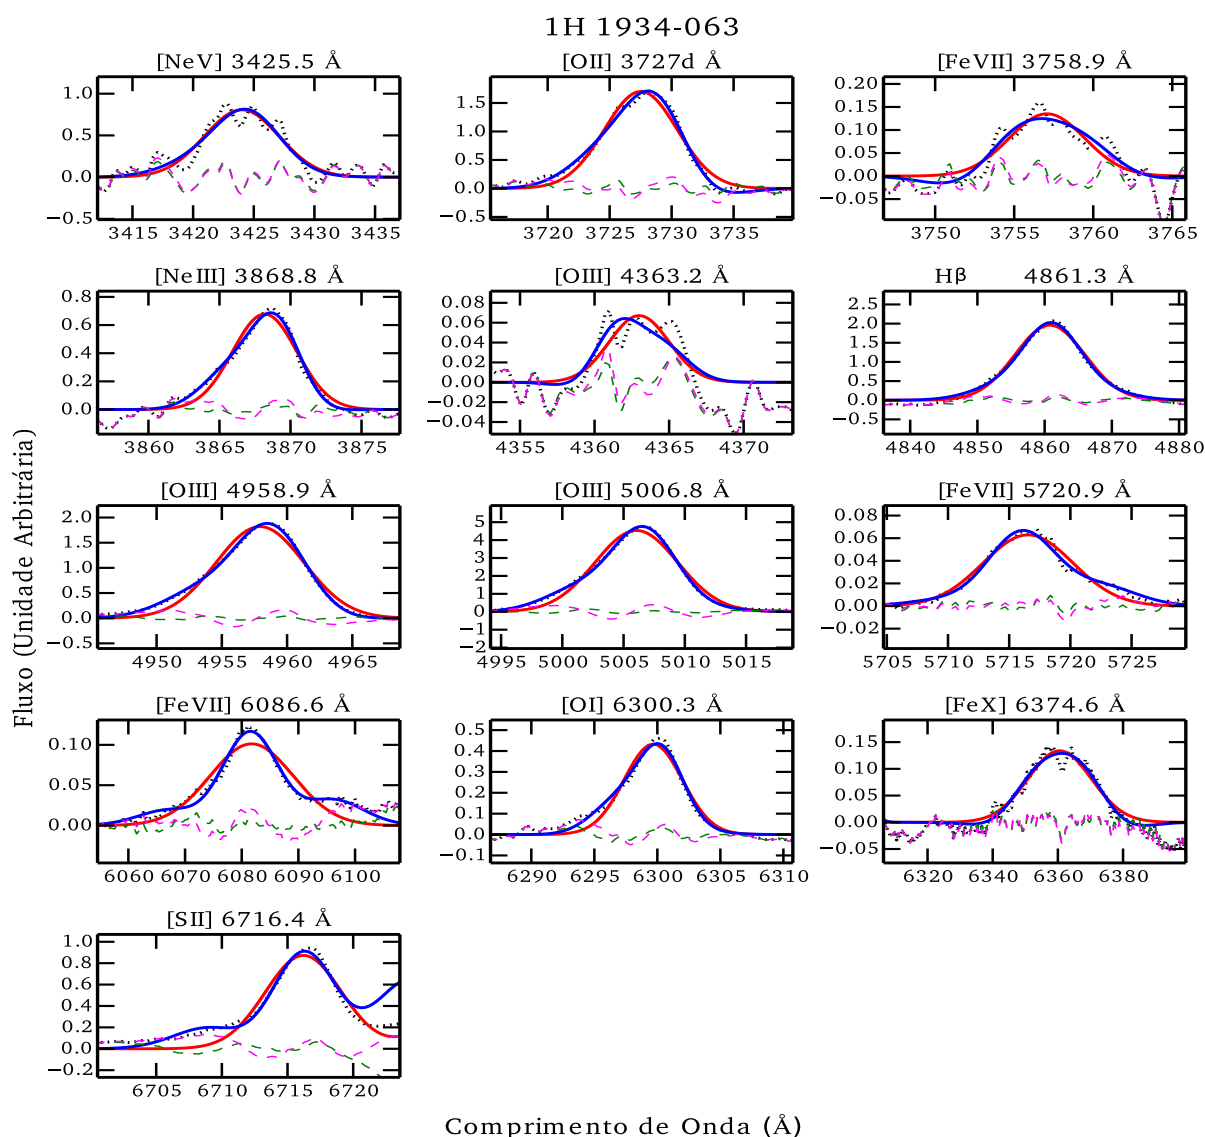 1H 1934-063
[NeV] 3425.5 Å [OII] 3727d Å [FeVII] 3758.9 Å
1.0 0.5 0.0 −0.5
3415 3420 3425 3430 3435
1.5 1.0 0.5 0.0 −0.5
3720 3725 3730 3735
0.20 0.15 0.10 0.05 0.00 −0.05
3750 3755 3760 3765
[NeIII] 3868.8 Å [OIII] 4363.2 Å Hβ 4861.3 Å
0.8 0.6 0.4 0.2 0.0
3860 3865 3870 3875
0.08 0.06 0.04 0.02 0.00 −0.02 −0.04
4355 4360 4365 4370
2.5 2.0 1.5 1.0 0.5 0.0 −0.5
4840 4850 4860 4870 4880
[OIII] 4958.9 Å [OIII] 5006.8 Å [FeVII] 5720.9 Å
2.0 1.5 1.0 0.5 0.0 −0.5
4950 4955 4960 4965
5 4 3 2 1 0 −1 −2
4995 5000 5005 5010 5015
0.08 0.06 0.04 0.02 0.00 −0.02
5705 5710 5715 5720 5725
[FeVII] 6086.6 Å [OI] 6300.3 Å [FeX] 6374.6 Å
0.10 0.05 0.00
6060 6070 6080 6090 6100
0.5 0.4 0.3 0.2 0.1 0.0 −0.1
6290 6295 6300 6305 6310
0.15 0.10 0.05 0.00 −0.05
6320 6340 6360 6380
[SII] 6716.4 Å
1.0 0.8 0.6 0.4 0.2 0.0 −0.2
6705 6710 6715 6720
Fluxo (Unidade Arbitrária)
Comprimento de Onda (Å)